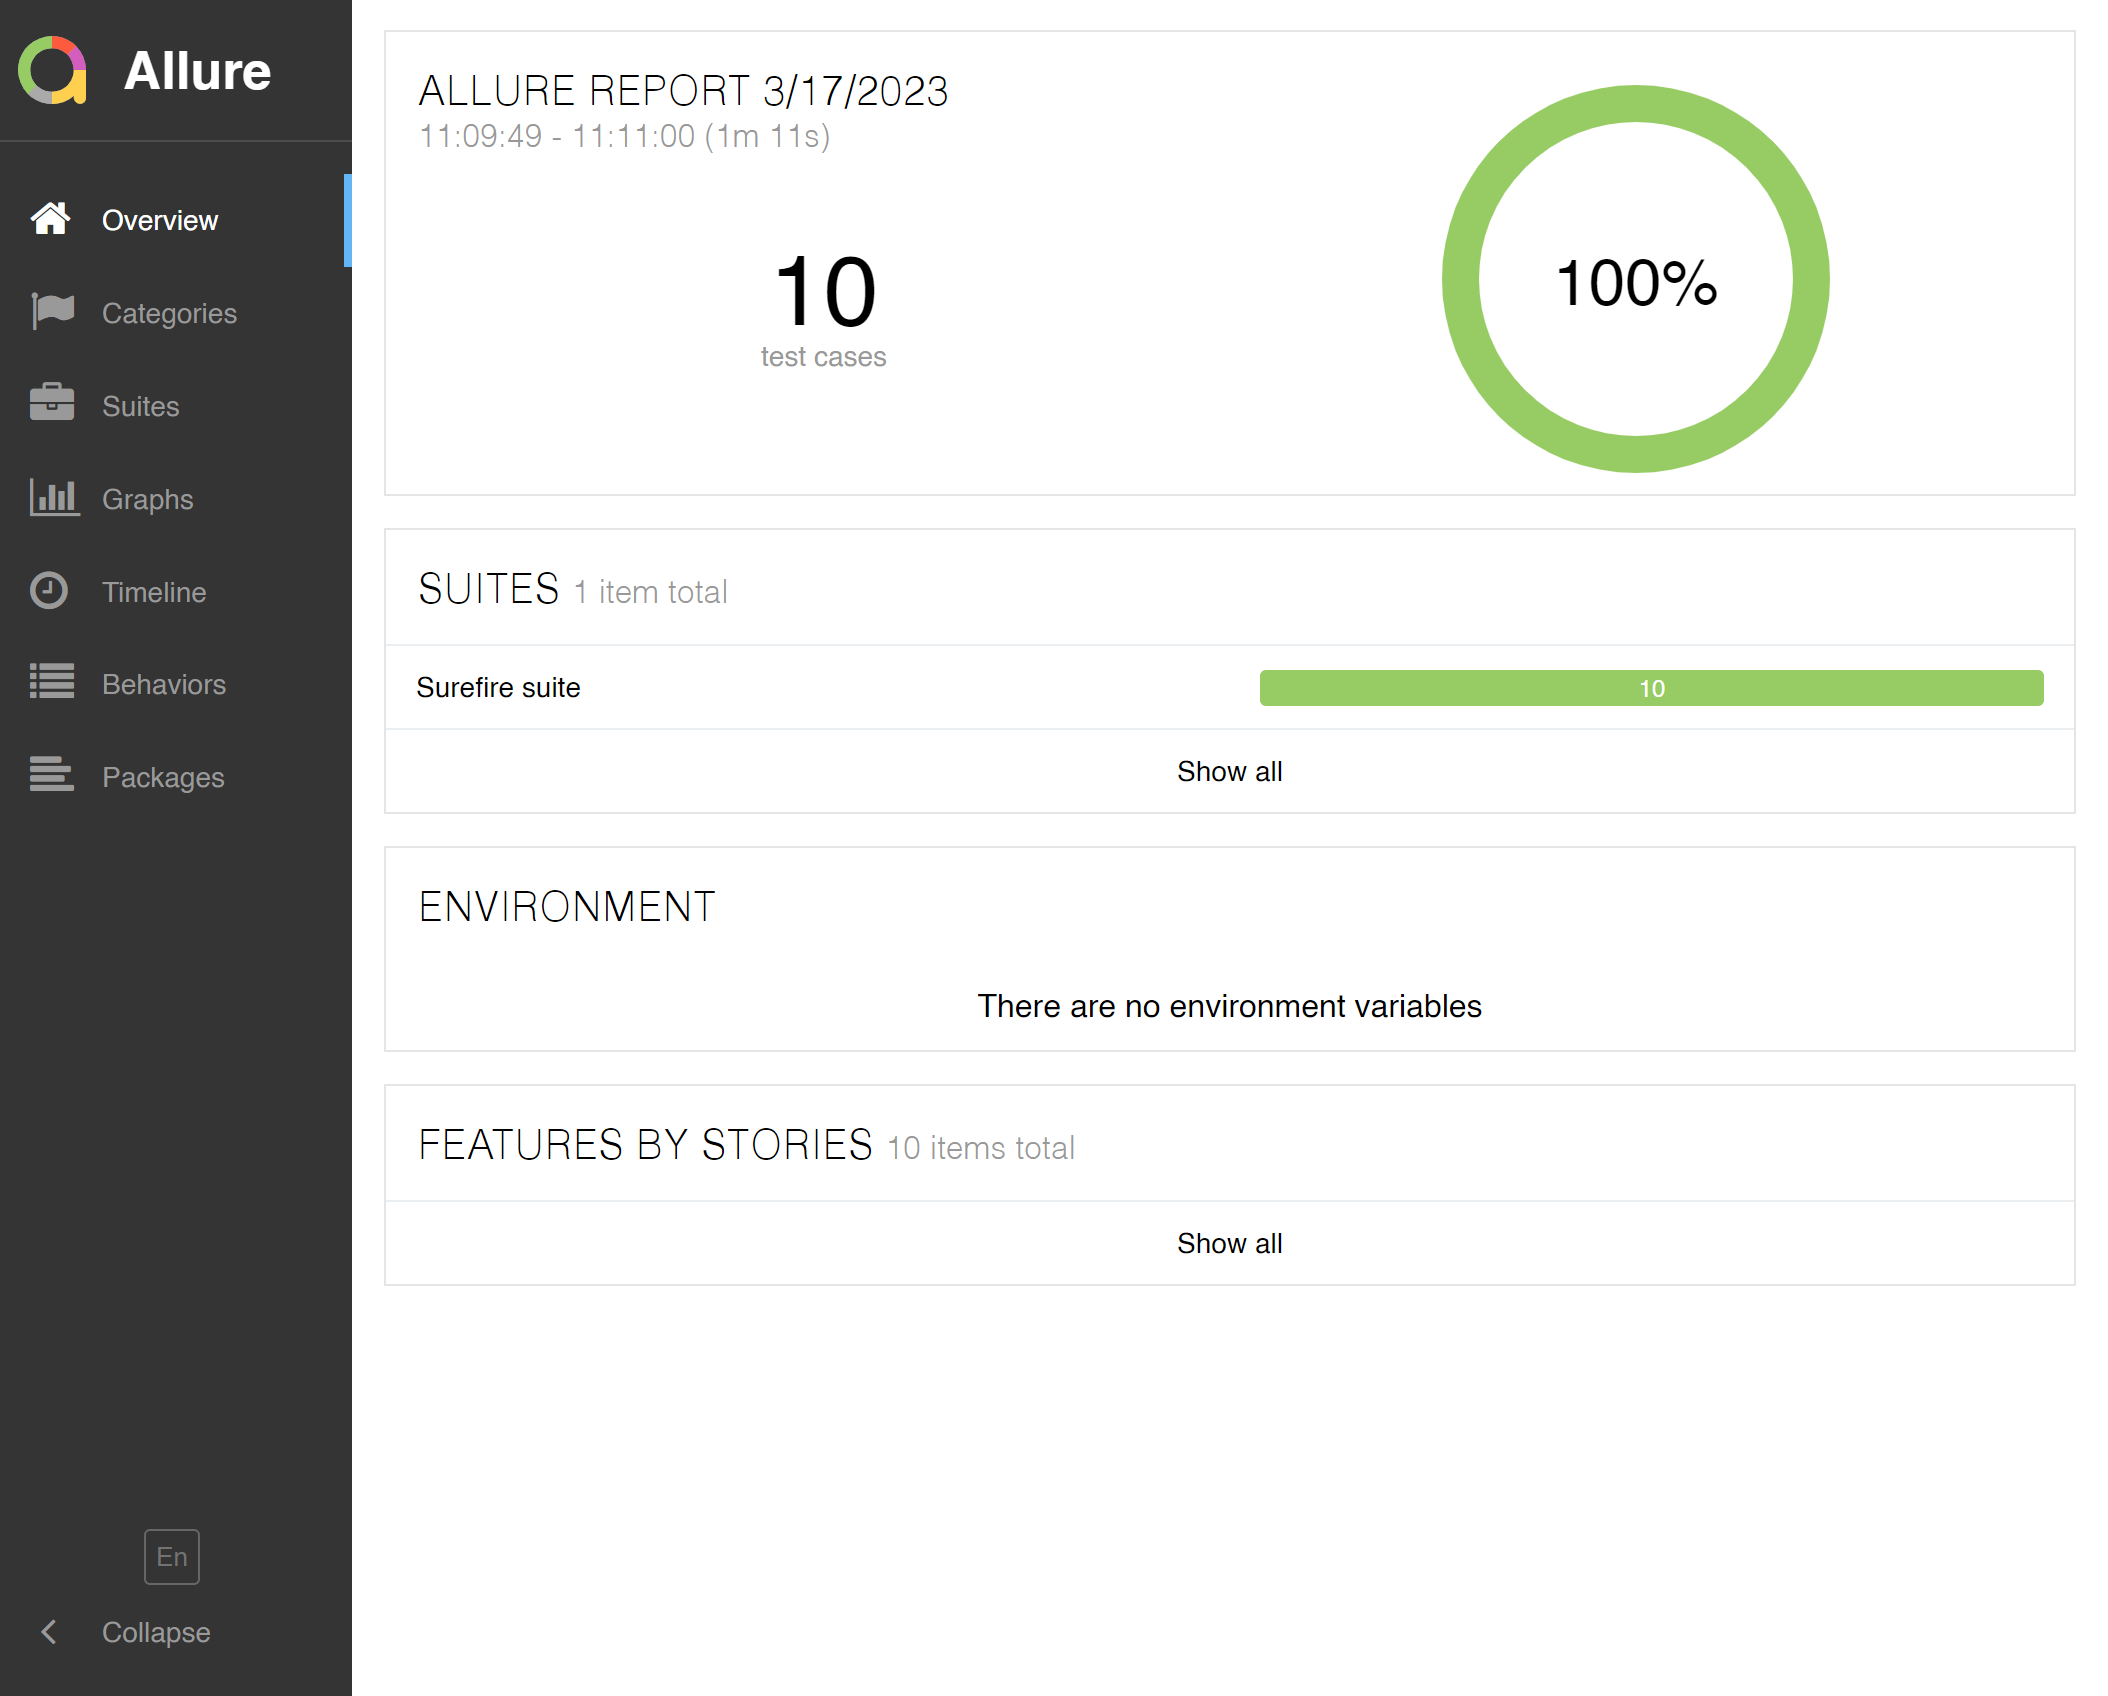 Allure
Overview
Categories
Suites
Graphs
Timeline
Behaviors
Packages
En
Collapse
ALLURE REPORT 3/17/2023
11:09:49 - 11:11:00 (1m 11s)
10
test cases
100%
SUITES 1 item total
Surefire suite 10
Show all
ENVIRONMENT
There are no environment variables
FEATURES BY STORIES 10 items total
Show all